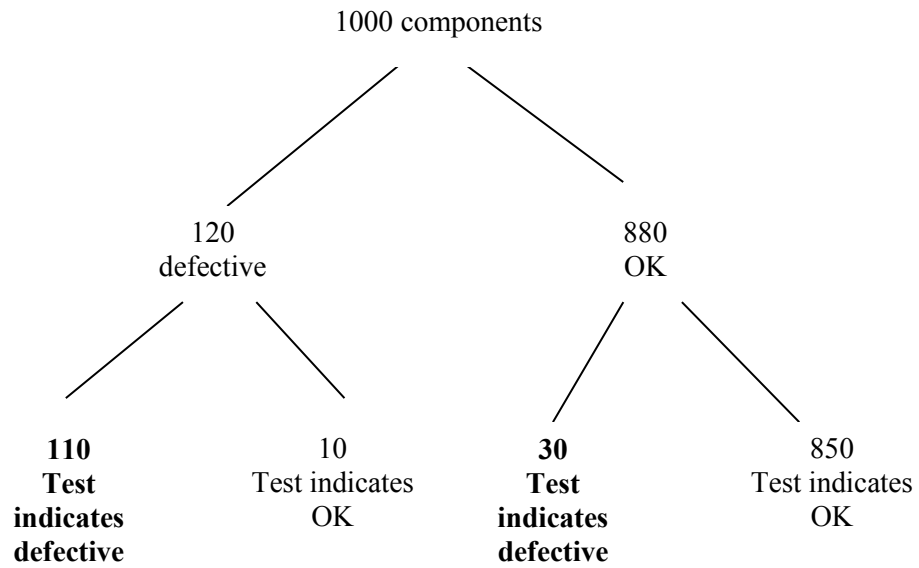 1000 components
120
defective
880
OK
110
Test
indicates
defective
10
Test indicates
OK
30
Test
indicates
defective
850
Test indicates
OK